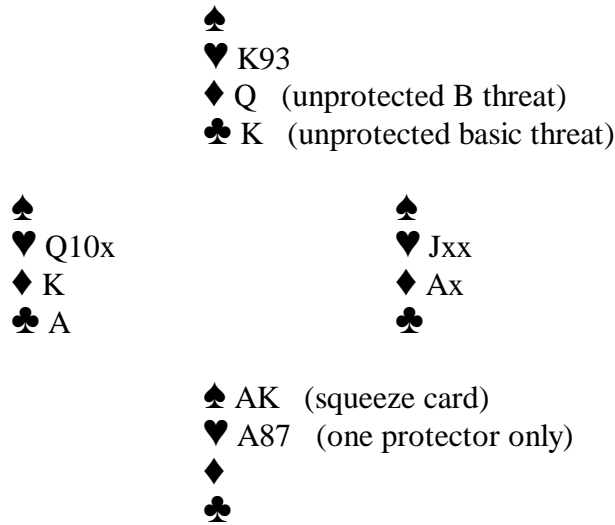 ♠
♥ K93
♦ Q (unprotected B threat)
♣ K (unprotected basic threat)
♠ ♠
♥ Q10x ♥ Jxx
♦ K ♦ Ax
♣ A ♣
♠ AK (squeeze card)
♥ A87 (one protector only)
♦
♣